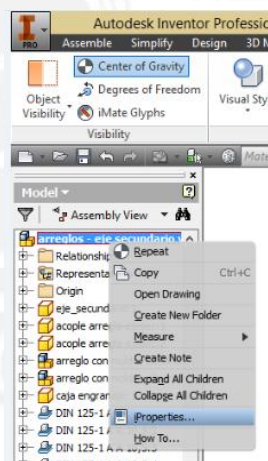 PRO
Autodesk Inventor Professio
Assemble Simplify Design 3D M
Object Visibility
Center of Gravity
Degrees of Freedom
iMate Glyphs
Visual Sty
Visibility
Mate
Model
Assembly View
arreglos - eje secundario y
Relationship
Representa
Origin
eje_secund
acople arre
acople arre
arreglo con
arreglo con
caja engran
DIN 125-1 A
DIN 125-1 A
DIN 125-1 A
Repeat
Copy Ctrl+C
Open Drawing
Create New Folder
Measure
Create Note
Expand All Children
Collapse All Children
iProperties...
How To...